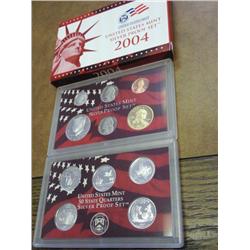 UNITED STATES MINT
SILVER PROOF SET
2004
2004
UNITED STATES MINT
SILVER PROOF SET
UNITED STATES MINT
50 STATE QUARTERS
SILVER PROOF SET